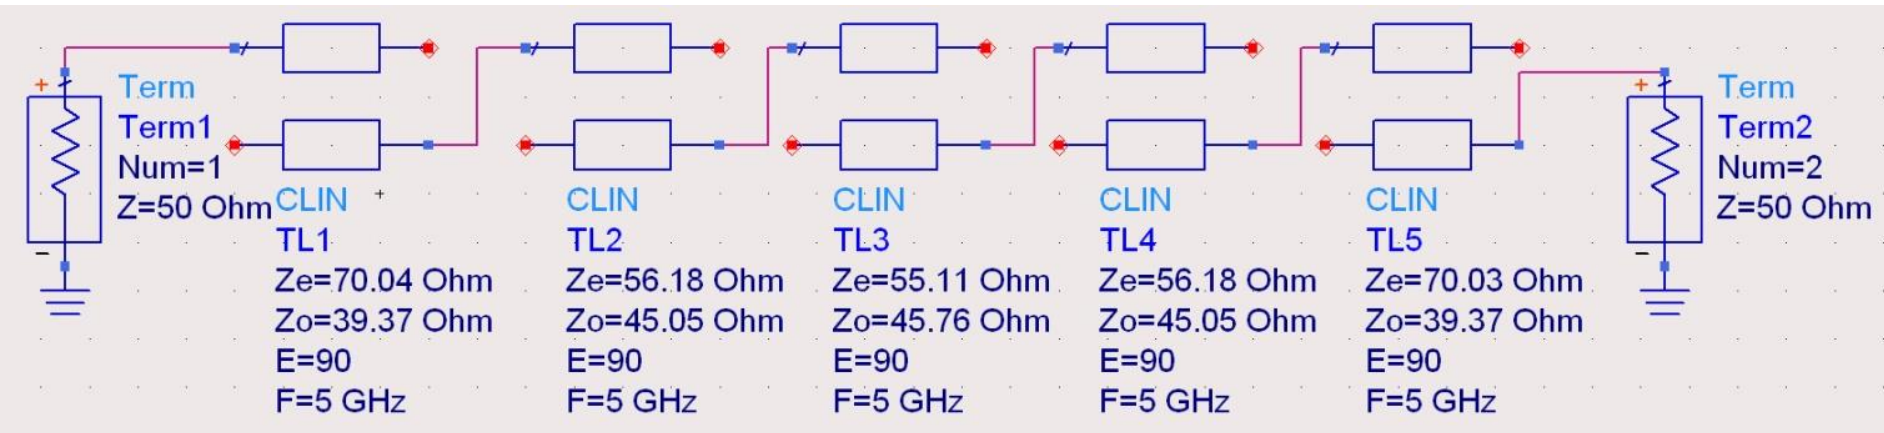 +
Term
Term1
Num=1
Z=50 Ohm
−
CLIN
TL1
Ze=70.04 Ohm
Zo=39.37 Ohm
E=90
F=5 GHz
CLIN
TL2
Ze=56.18 Ohm
Zo=45.05 Ohm
E=90
F=5 GHz
CLIN
TL3
Ze=55.11 Ohm
Zo=45.76 Ohm
E=90
F=5 GHz
CLIN
TL4
Ze=56.18 Ohm
Zo=45.05 Ohm
E=90
F=5 GHz
CLIN
TL5
Ze=70.03 Ohm
Zo=39.37 Ohm
E=90
F=5 GHz
+
Term
Term2
Num=2
Z=50 Ohm
−